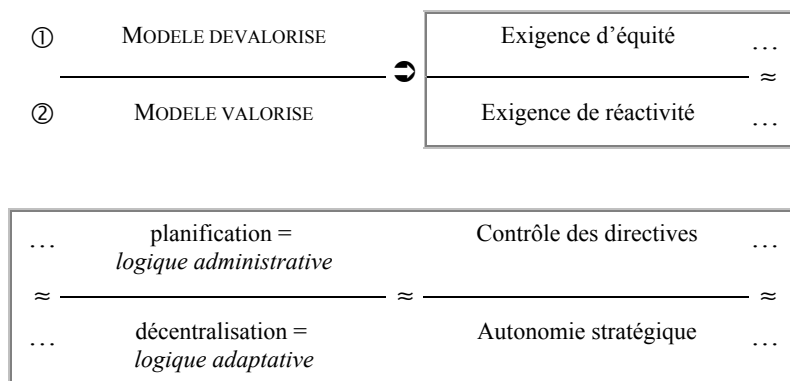 ① MODELE DEVALORISE Exigence d’équité …
➲ ≈
② MODELE VALORISE Exigence de réactivité …
… planification = Contrôle des directives …
logique administrative
≈ ≈ ≈
… décentralisation = Autonomie stratégique …
logique adaptative